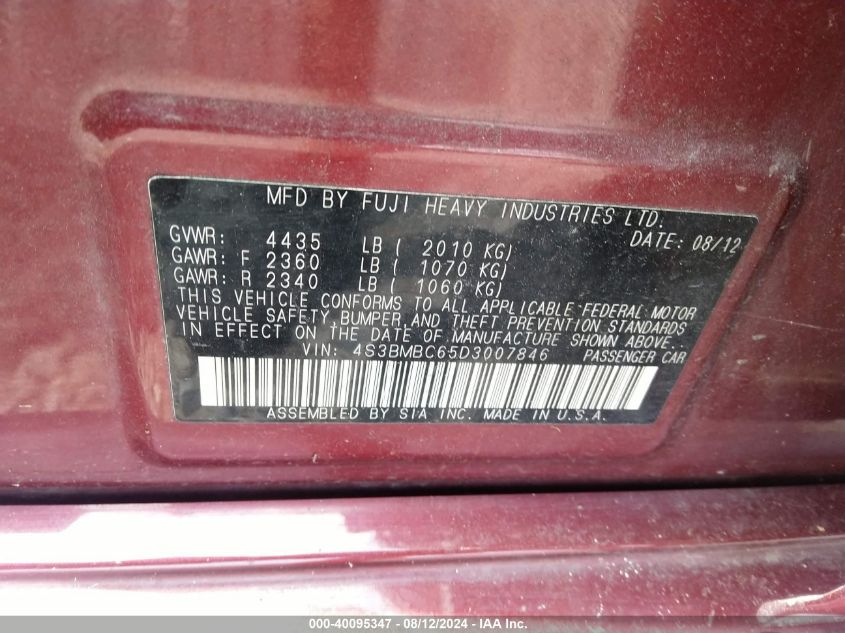 MFD BY FUJI HEAVY INDUSTRIES LTD.
GVWR: 4435 LB ( 2010 KG) DATE: 08/12
GAWR: F 2360 LB ( 1070 KG)
GAWR: R 2340 LB ( 1060 KG)
THIS VEHICLE CONFORMS TO ALL APPLICABLE FEDERAL MOTOR
VEHICLE SAFETY, BUMPER, AND THEFT PREVENTION STANDARDS
IN EFFECT ON THE DATE OF MANUFACTURE SHOWN ABOVE.
VIN: 4S3BMBC65D3007846 PASSENGER CAR
ASSEMBLED BY SIA INC. MADE IN U.S.A.
000-40095347 - 08/12/2024 - IAA Inc.